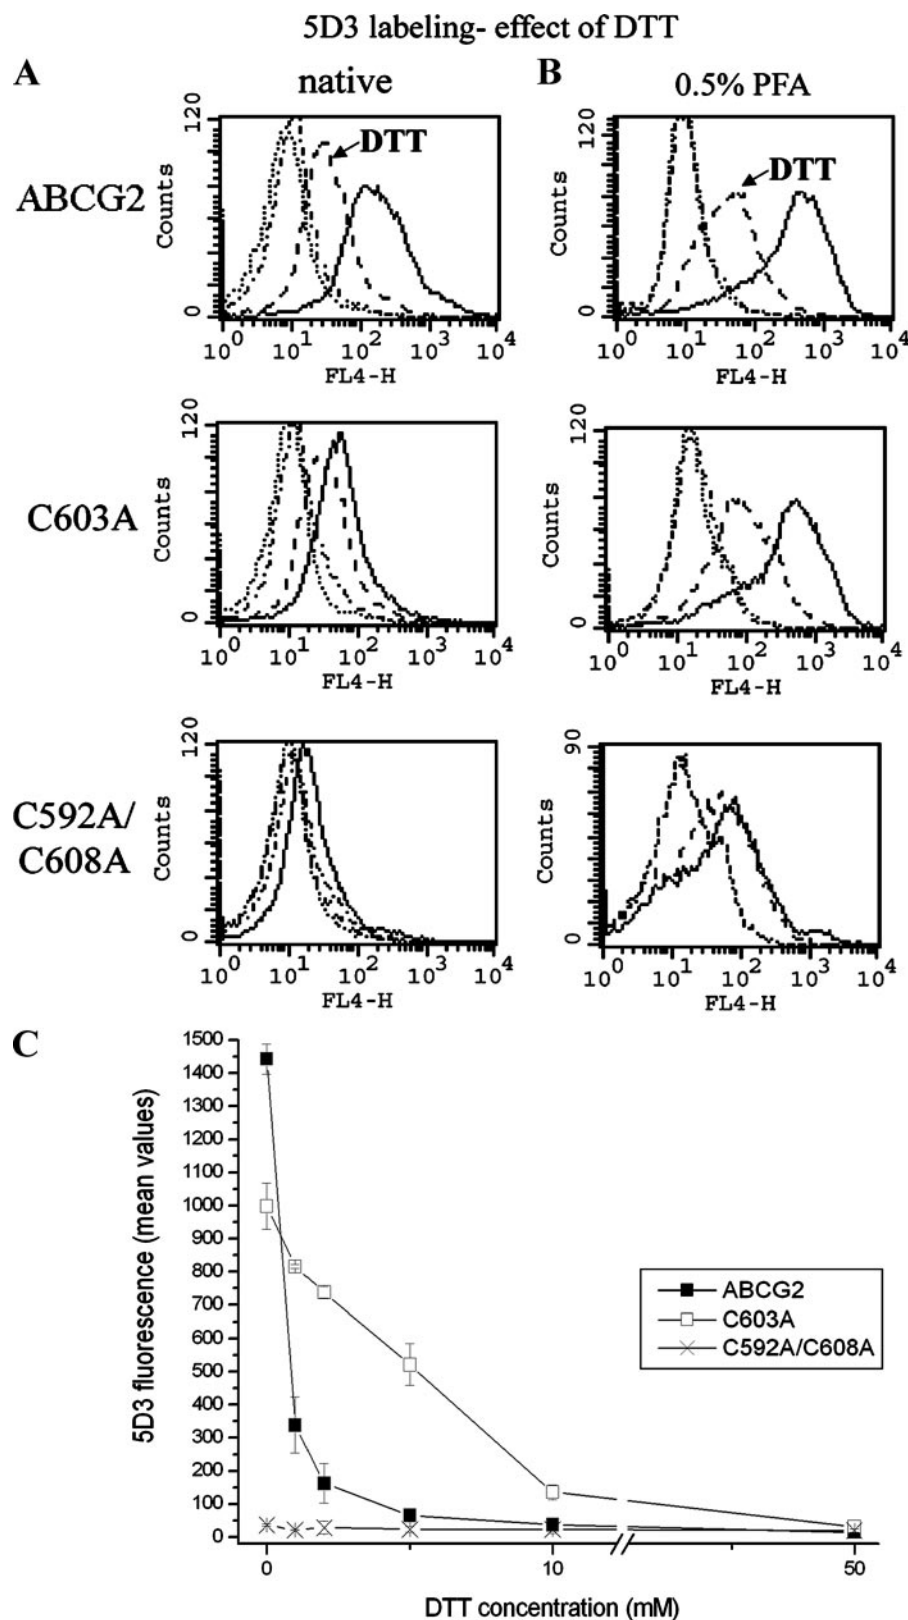 5D3 labeling- effect of DTT
A
native
B
0.5% PFA
ABCG2
Counts
120
0
DTT
10^0 10^1 10^2 10^3 10^4
FL4-H
Counts
120
0
DTT
10^0 10^1 10^2 10^3 10^4
FL4-H
C603A
Counts
120
0
10^0 10^1 10^2 10^3 10^4
FL4-H
Counts
120
0
10^0 10^1 10^2 10^3 10^4
FL4-H
C592A/
C608A
Counts
120
0
10^0 10^1 10^2 10^3 10^4
FL4-H
Counts
90
0
10^0 10^1 10^2 10^3 10^4
FL4-H
C
5D3 fluorescence (mean values)
1500
1400
1300
1200
1100
1000
900
800
700
600
500
400
300
200
100
0
ABCG2
C603A
C592A/C608A
0 10 50
DTT concentration (mM)